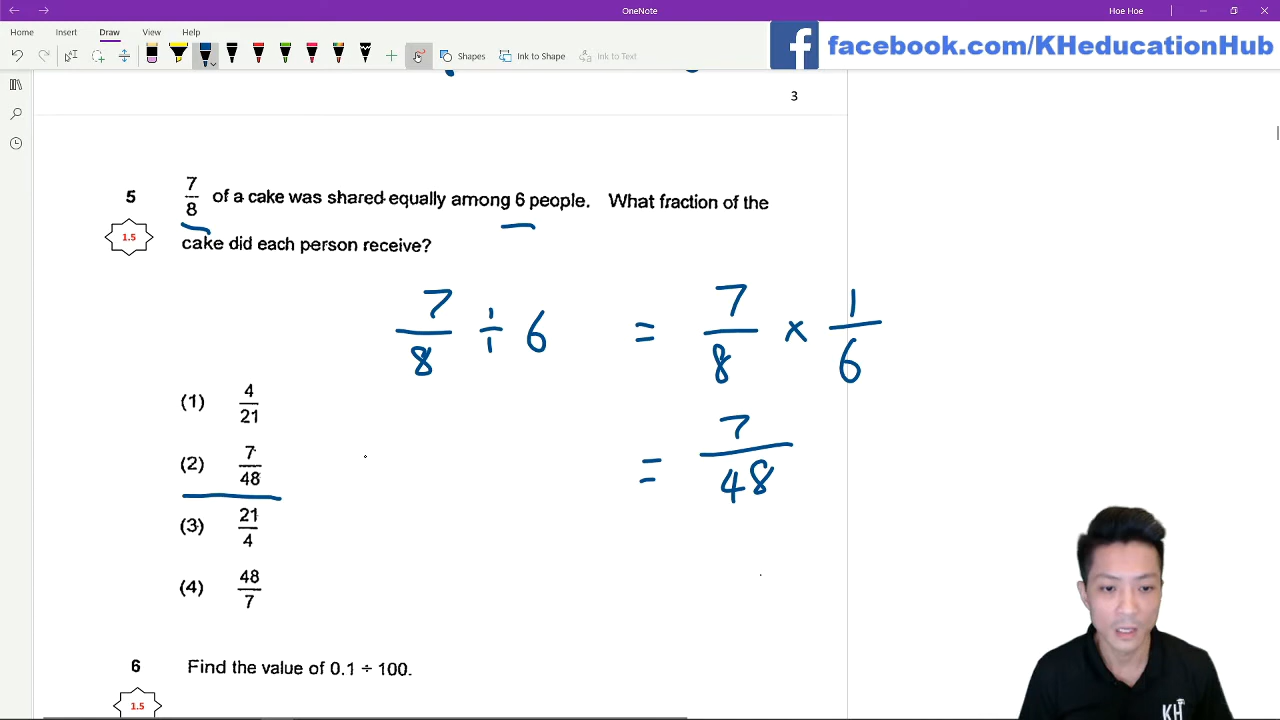 OneNote
Hoe Hoe
Home Insert Draw View Help
facebook.com/KHeducationHub
Shapes Ink to Shape Ink to Text
3
5 7/8 of a cake was shared equally among 6 people. What fraction of the
1.5 cake did each person receive?
7/8 ÷ 6 = 7/8 × 1/6
= 7/48
(1) 4/21
(2) 7/48
(3) 21/4
(4) 48/7
6 Find the value of 0.1 ÷ 100.
1.5
KH